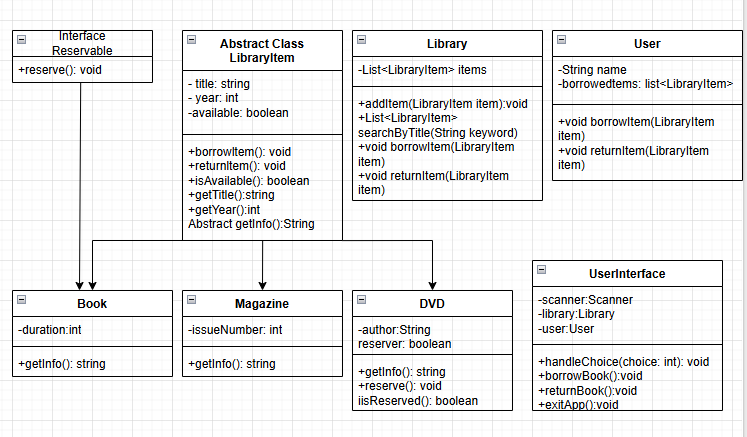 Interface
Reservable
+reserve(): void
Abstract Class
LibraryItem
- title: string
- year: int
-available: boolean
+borrowItem(): void
+returnItem(): void
+isAvailable(): boolean
+getTitle():string
+getYear():int
Abstract getInfo():String
Library
-List<LibraryItem> items
+addItem(LibraryItem item):void
+List<LibraryItem>
searchByTitle(String keyword)
+void borrowItem(LibraryItem
item)
+void returnItem(LibraryItem
item)
User
-String name
-borrowedtems: list<LibraryItem>
+void borrowItem(LibraryItem
item)
+void returnItem(LibraryItem
item)
Book
-duration:int
+getInfo(): string
Magazine
-issueNumber: int
+getInfo(): string
DVD
-author:String
reserver: boolean
+getInfo(): string
+reserve(): void
iisReserved(): boolean
UserInterface
-scanner:Scanner
-library:Library
-user:User
+handleChoice(choice: int): void
+borrowBook():void
+returnBook():void
+exitApp():void